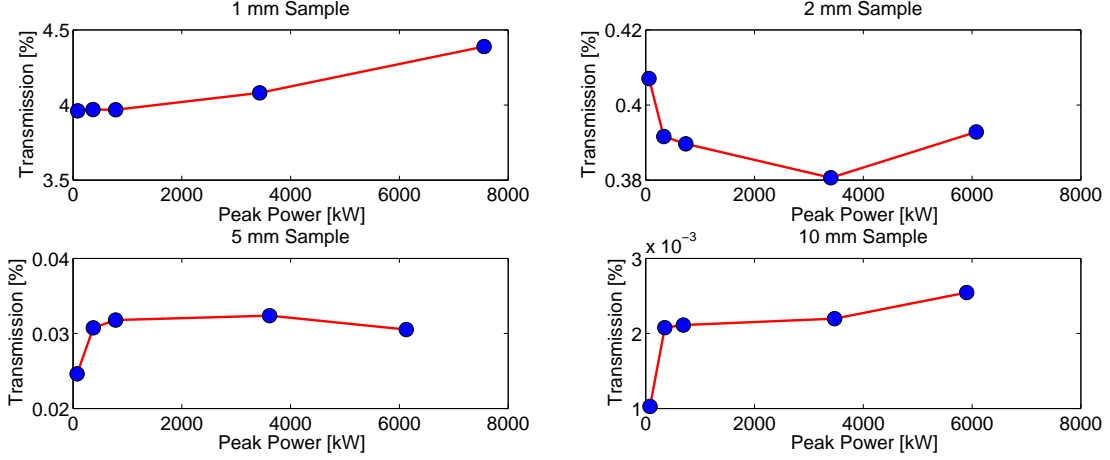 1 mm Sample
Transmission [%]
4.5
4
3.5
0 2000 4000 6000 8000
Peak Power [kW]
2 mm Sample
Transmission [%]
0.42
0.4
0.38
0 2000 4000 6000 8000
Peak Power [kW]
5 mm Sample
Transmission [%]
0.04
0.03
0.02
0 2000 4000 6000 8000
Peak Power [kW]
10 mm Sample
x 10⁻³
Transmission [%]
3
2
1
0 2000 4000 6000 8000
Peak Power [kW]